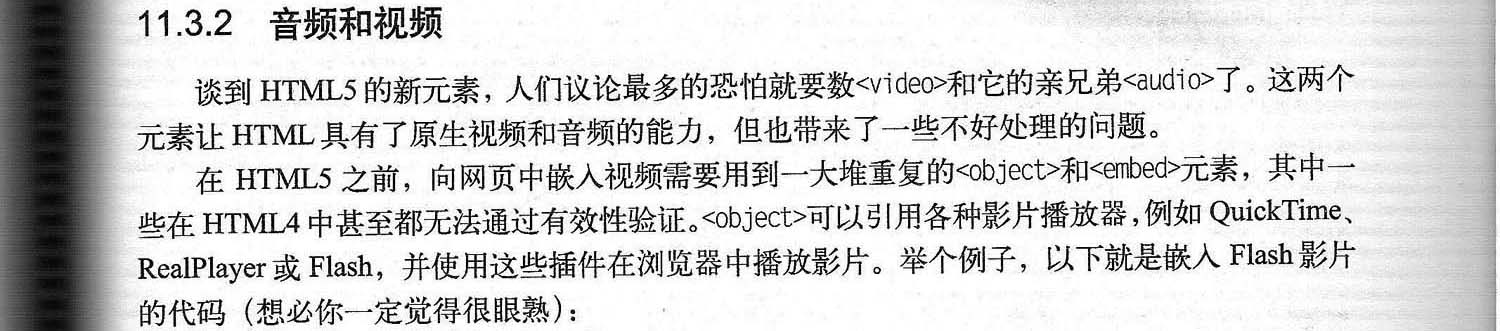 11.3.2 音频和视频
谈到 HTML5 的新元素，人们议论最多的恐怕就要数<video>和它的亲兄弟<audio>了。这两个
元素让 HTML 具有了原生视频和音频的能力，但也带来了一些不好处理的问题。
在 HTML5 之前，向网页中嵌入视频需要用到一大堆重复的<object>和<embed>元素，其中一
些在 HTML4 中甚至都无法通过有效性验证。<object>可以引用各种影片播放器，例如 QuickTime、
RealPlayer 或 Flash，并使用这些插件在浏览器中播放影片。举个例子，以下就是嵌入 Flash 影片
的代码（想必你一定觉得很眼熟）：